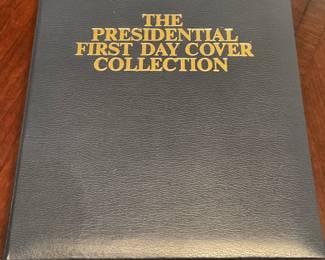 THE
PRESIDENTIAL
FIRST DAY COVER
COLLECTION